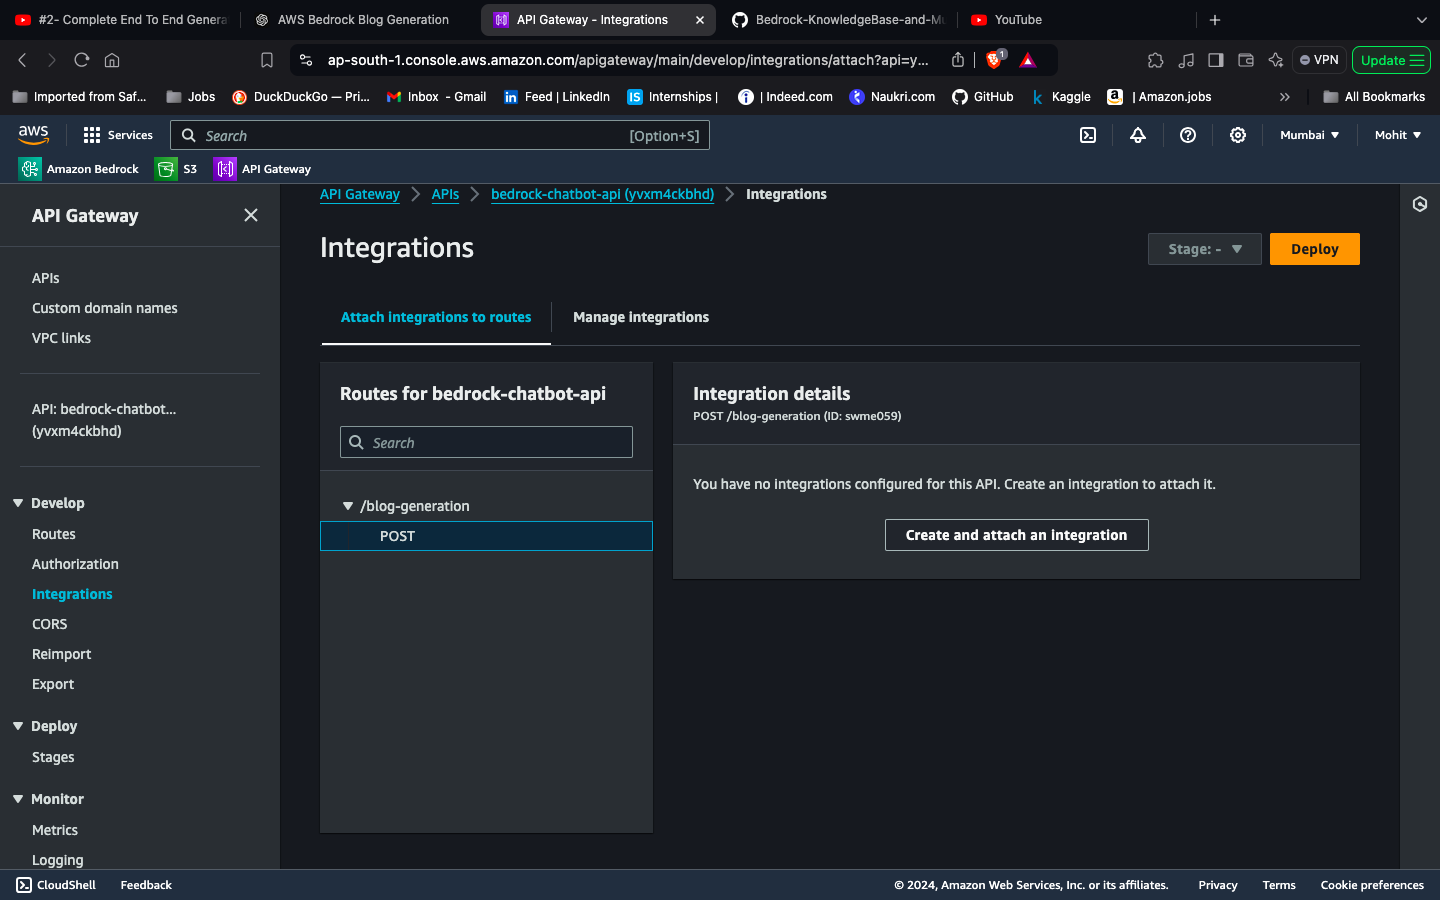 #2- Complete End To End Genera
AWS Bedrock Blog Generation
API Gateway - Integrations
Bedrock-KnowledgeBase-and-Mu
YouTube
ap-south-1.console.aws.amazon.com/apigateway/main/develop/integrations/attach?api=y...
1
VPN
Update
Imported from Saf...
Jobs
DuckDuckGo — Pri...
Inbox - Gmail
Feed | LinkedIn
Internships |
| Indeed.com
Naukri.com
GitHub
Kaggle
| Amazon.jobs
All Bookmarks
aws
Services
Search
[Option+S]
Mumbai
Mohit
Amazon Bedrock
S3
API Gateway
API Gateway
APIs
Custom domain names
VPC links
API: bedrock-chatbot...
(yvxm4ckbhd)
Develop
Routes
Authorization
Integrations
CORS
Reimport
Export
Deploy
Stages
Monitor
Metrics
Logging
API Gateway
APIs
bedrock-chatbot-api (yvxm4ckbhd)
Integrations
Integrations
Stage: -
Deploy
Attach integrations to routes
Manage integrations
Routes for bedrock-chatbot-api
Search
/blog-generation
POST
Integration details
POST /blog-generation (ID: swme059)
You have no integrations configured for this API. Create an integration to attach it.
Create and attach an integration
CloudShell
Feedback
© 2024, Amazon Web Services, Inc. or its affiliates.
Privacy
Terms
Cookie preferences